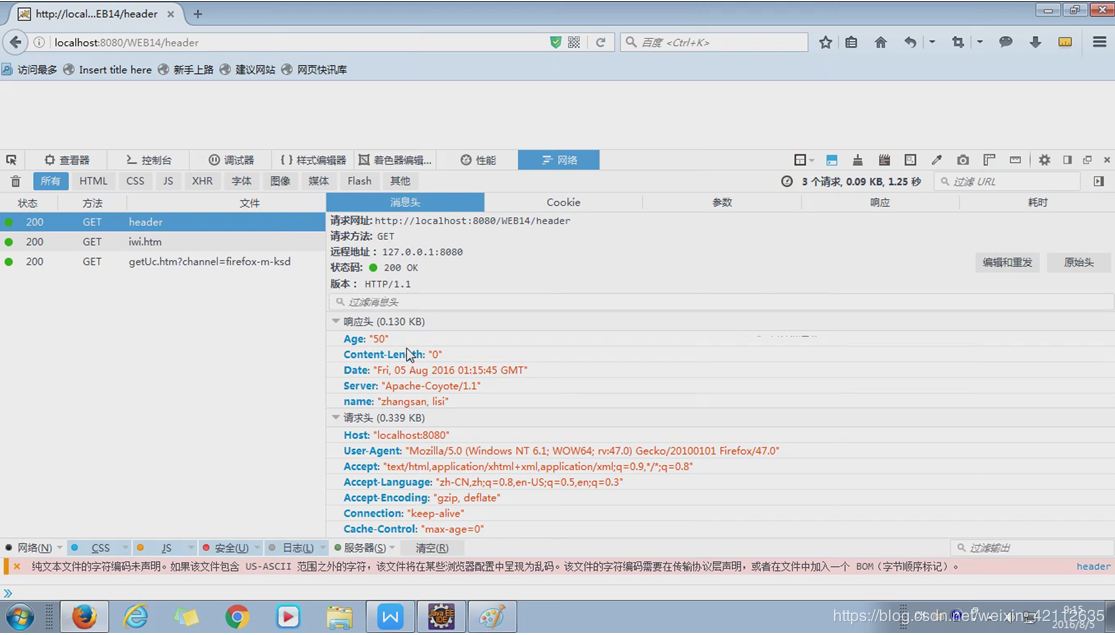 http://local...EB14/header
localhost:8080/WEB14/header
百度 <Ctrl+K>
访问最多 Insert title here 新手上路 建议网站 网页快讯库
查看器 控制台 调试器 { } 样式编辑器 着色器编辑... 性能 网络
所有 HTML CSS JS XHR 字体 图像 媒体 Flash 其他 3 个请求, 0.09 KB, 1.25 秒 过滤 URL
状态 方法 文件 消息头 Cookie 参数 响应 耗时
200 GET header
200 GET iwi.htm
200 GET getUc.htm?channel=firefox-m-ksd
请求网址: http://localhost:8080/WEB14/header
请求方法: GET
远程地址: 127.0.0.1:8080
状态码: 200 OK
编辑和重发 原始头
版本: HTTP/1.1
过滤消息头
响应头 (0.130 KB)
Age: "50"
Content-Length: "0"
Date: "Fri, 05 Aug 2016 01:15:45 GMT"
Server: "Apache-Coyote/1.1"
name: "zhangsan, lisi"
请求头 (0.339 KB)
Host: "localhost:8080"
User-Agent: "Mozilla/5.0 (Windows NT 6.1; WOW64; rv:47.0) Gecko/20100101 Firefox/47.0"
Accept: "text/html,application/xhtml+xml,application/xml;q=0.9,*/*;q=0.8"
Accept-Language: "zh-CN,zh;q=0.8,en-US;q=0.5,en;q=0.3"
Accept-Encoding: "gzip, deflate"
Connection: "keep-alive"
Cache-Control: "max-age=0"
网络(N) CSS JS 安全(U) 日志(L) 服务器(S) 清空(R) 过滤输出
纯文本文件的字符编码未声明。如果该文件包含 US-ASCII 范围之外的字符，该文件将在某些浏览器配置中呈现为乱码。该文件的字符编码需要在传输协议层声明，或者在文件中加入一个 BOM（字节顺序标记）。 header
Java EE IDE
9:15
2016/8/5
https://blog.csdn.net/weixin_42112635